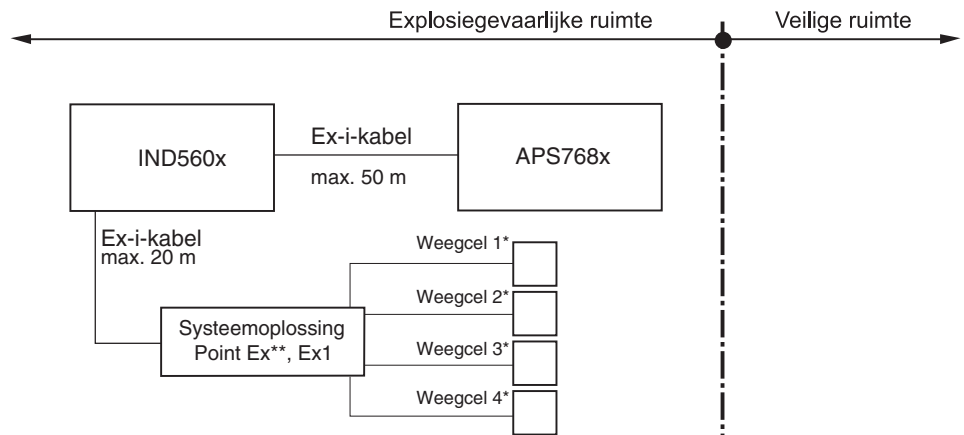 Explosiegevaarlijke ruimte
Veilige ruimte
IND560x
Ex-i-kabel
max. 50 m
APS768x
Ex-i-kabel
max. 20 m
Systeemoplossing
Point Ex**, Ex1
Weegcel 1*
Weegcel 2*
Weegcel 3*
Weegcel 4*